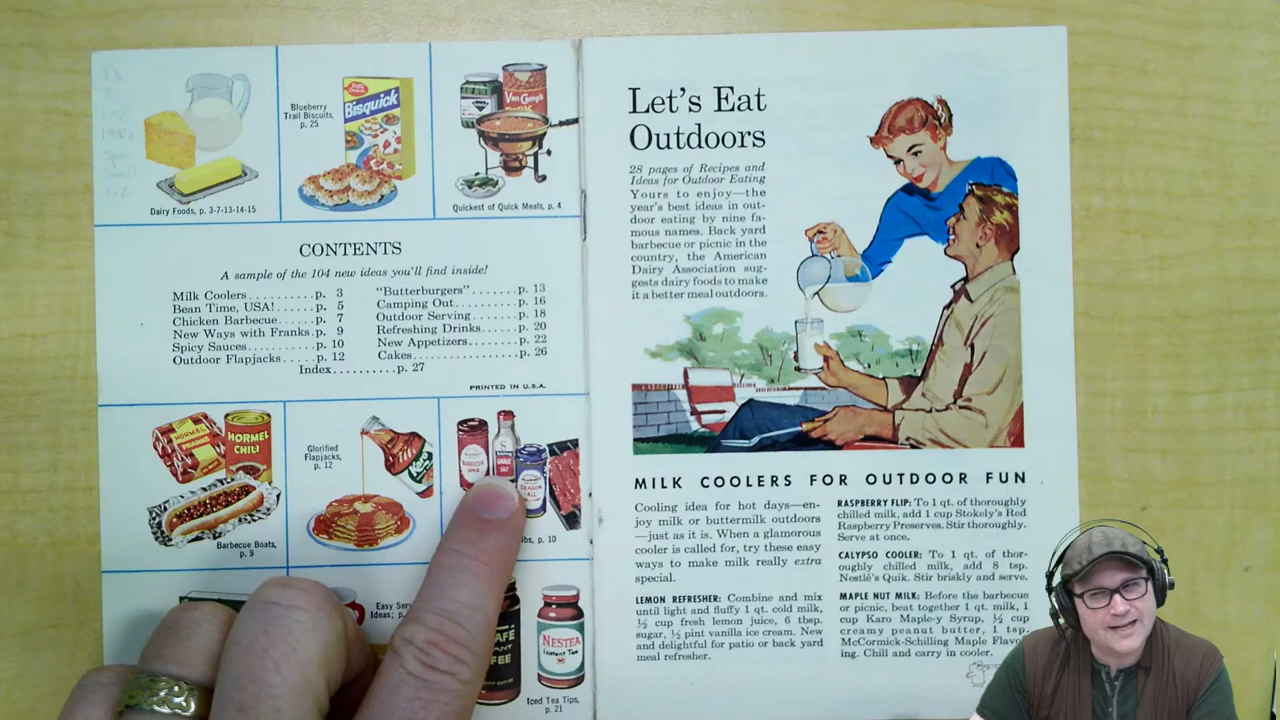 Betty Crocker
Bisquick
Blueberry
Trail Biscuits,
p. 25
Van Camp's
Dairy Foods, p. 3-7-13-14-15
Quickest of Quick Meals, p. 4
CONTENTS
A sample of the 104 new ideas you'll find inside!
Milk Coolers..........p. 3
Bean Time, USA!.....p. 5
Chicken Barbecue.....p. 7
New Ways with Franks.p. 9
Spicy Sauces.........p. 10
Outdoor Flapjacks.....p. 12
"Butterburgers".......p. 13
Camping Out..........p. 16
Outdoor Serving......p. 18
Refreshing Drinks.....p. 20
New Appetizers.......p. 22
Cakes................p. 26
Index..........p. 27
PRINTED IN U.S.A.
HORMEL
FRANKS
HORMEL
CHILI
Barbecue Boats,
p. 9
Glorified
Flapjacks,
p. 12
Karo
BARBECUE
GARLIC
SALT
SEASON
ALL
p. 10
Easy
Ideas;
NESTEA
Instant Tea
Iced Tea Tips,
p. 21
Let's Eat
Outdoors
28 pages of Recipes and
Ideas for Outdoor Eating
Yours to enjoy—the
year's best ideas in out-
door eating by nine fa-
mous names. Back yard
barbecue or picnic in the
country, the American
Dairy Association sug-
gests dairy foods to make
it a better meal outdoors.
MILK COOLERS FOR OUTDOOR FUN
Cooling idea for hot days—en-
joy milk or buttermilk outdoors
—just as it is. When a glamorous
cooler is called for, try these easy
ways to make milk really extra
special.
LEMON REFRESHER: Combine and mix
until light and fluffy 1 qt. cold milk,
½ cup fresh lemon juice, 6 tbsp.
sugar, ½ pint vanilla ice cream. New
and delightful for patio or back yard
meal refresher.
RASPBERRY FLIP: To 1 qt. of thoroughly
chilled milk, add 1 cup Stokely's Red
Raspberry Preserves. Stir thoroughly.
Serve at once.
CALYPSO COOLER: To 1 qt. of thor-
oughly chilled milk, add 8 tsp.
Nestlé's Quik. Stir briskly and serve.
MAPLE NUT MILK: Before the barbecue
or picnic, beat together 1 qt. milk, 1
cup Karo Maple-y Syrup, ½ cup
creamy peanut butter, 1 tsp.
McCormick-Schilling Maple Flavor-
ing. Chill and carry in cooler.